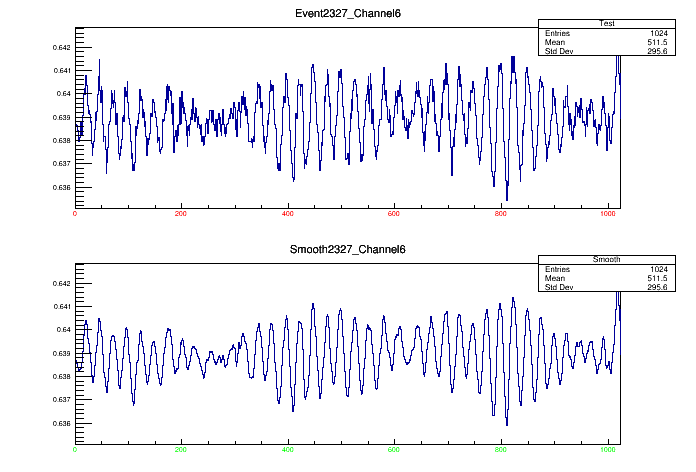 Event2327_Channel6
Test
Entries 1024
Mean 511.5
Std Dev 295.6
0.642
0.641
0.64
0.639
0.638
0.637
0.636
0 200 400 600 800 1000
Smooth2327_Channel6
Smooth
Entries 1024
Mean 511.5
Std Dev 295.6
0.642
0.641
0.64
0.639
0.638
0.637
0.636
0 200 400 600 800 1000